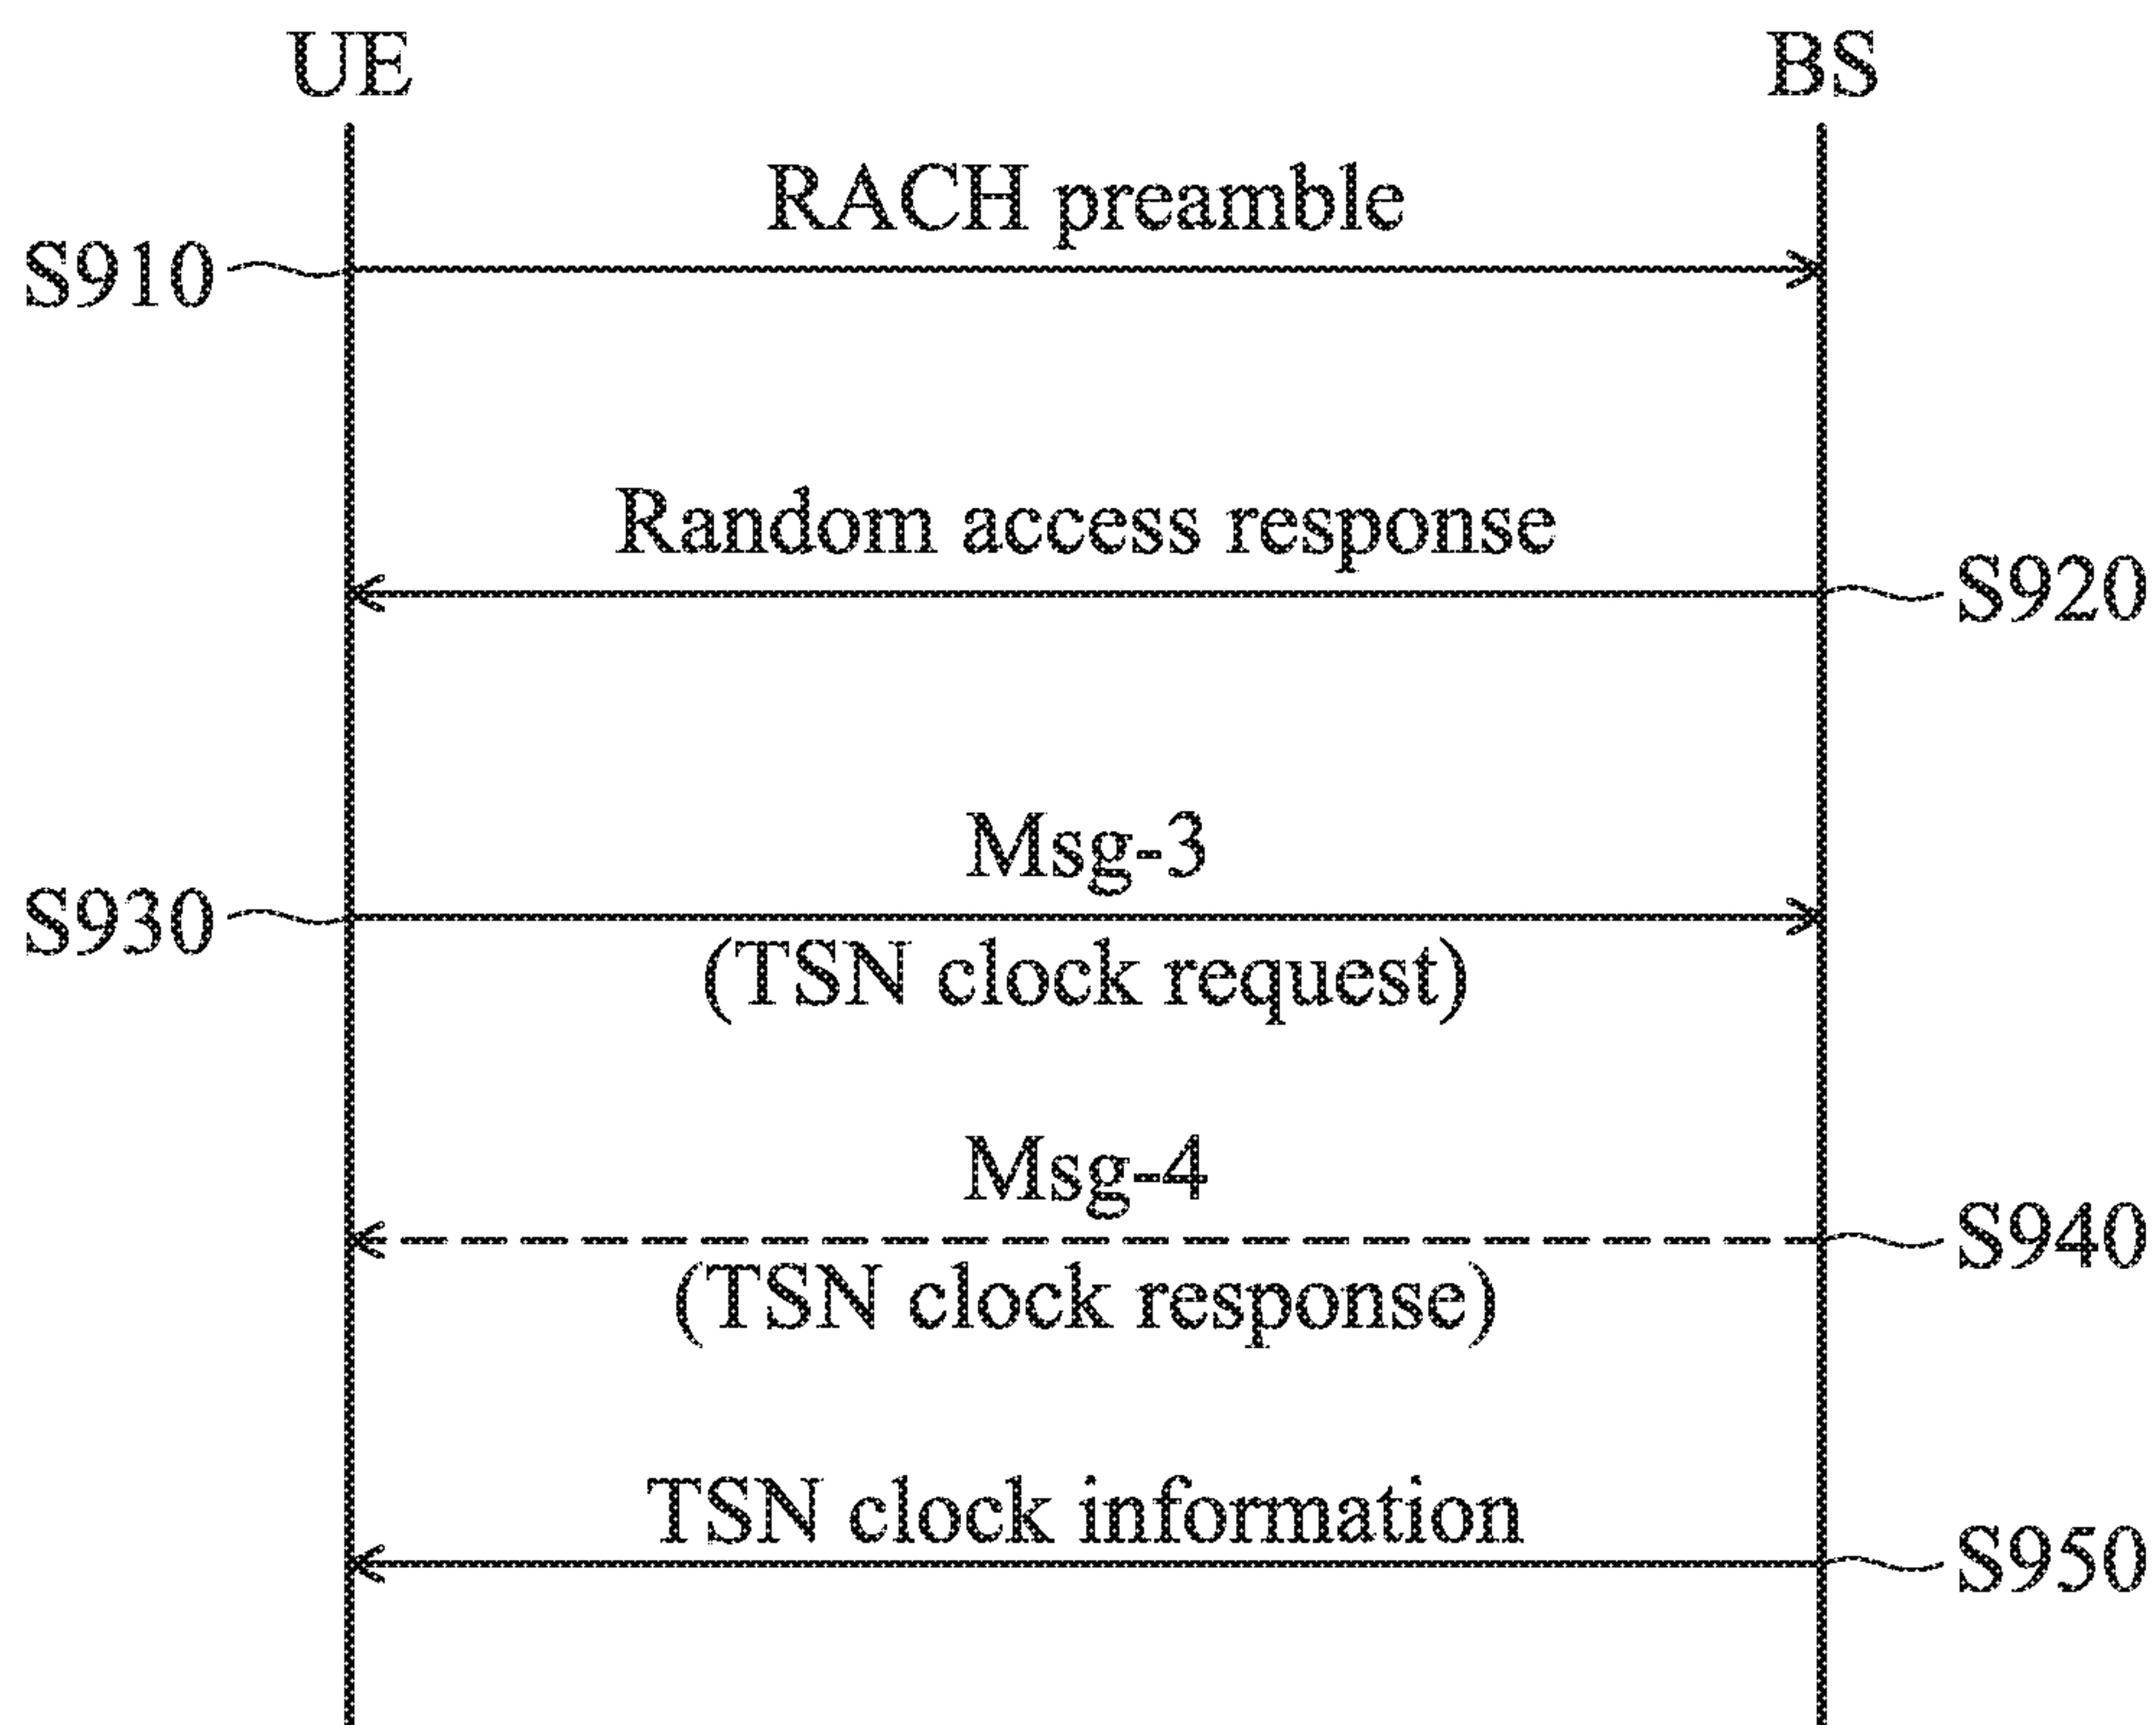 UE
BS
RACH preamble
S910
Random access response
S920
Msg-3
S930
(TSN clock request)
Msg-4
S940
(TSN clock response)
TSN clock information
S950